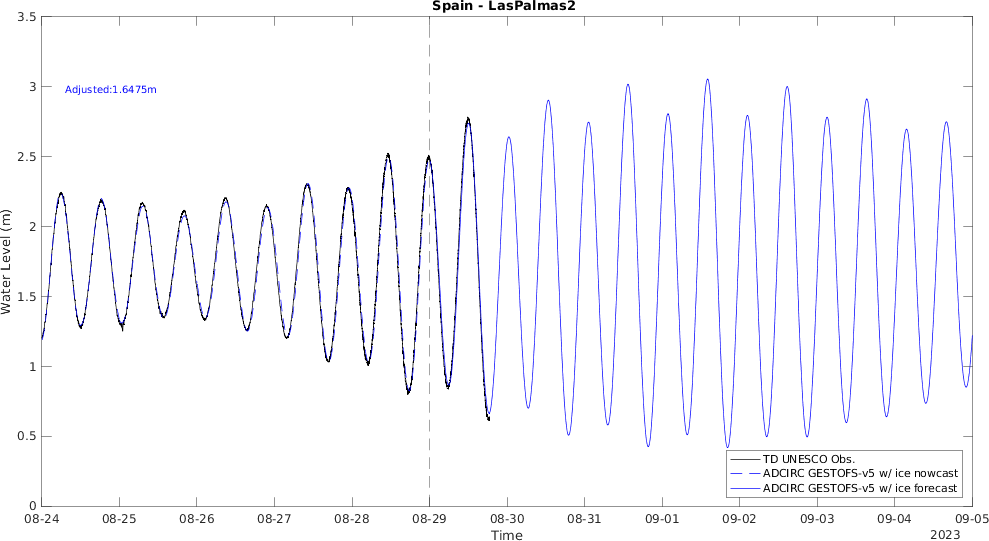 Spain - LasPalmas2
3.5
3
2.5
2
1.5
1
0.5
0
Water Level (m)
Adjusted:1.6475m
TD UNESCO Obs.
ADCIRC GESTOFS-v5 w/ ice nowcast
ADCIRC GESTOFS-v5 w/ ice forecast
08-24 08-25 08-26 08-27 08-28 08-29 08-30 08-31 09-01 09-02 09-03 09-04 09-05
Time
2023